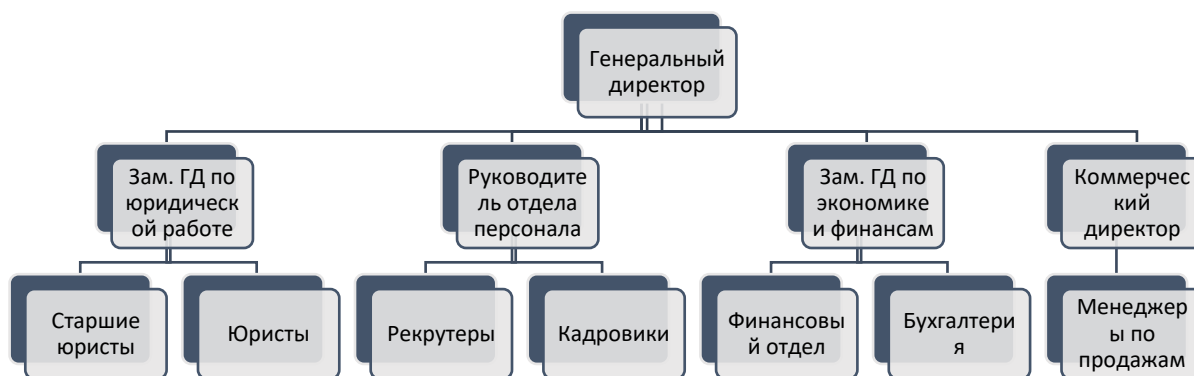 Генеральный
директор
Зам. ГД по
юридическ
ой работе
Руководите
ль отдела
персонала
Зам. ГД по
экономике
и финансам
Коммерчес
кий
директор
Старшие
юристы
Юристы
Рекрутеры
Кадровики
Финансовы
й отдел
Бухгалтери
я
Менеджер
ы по
продажам